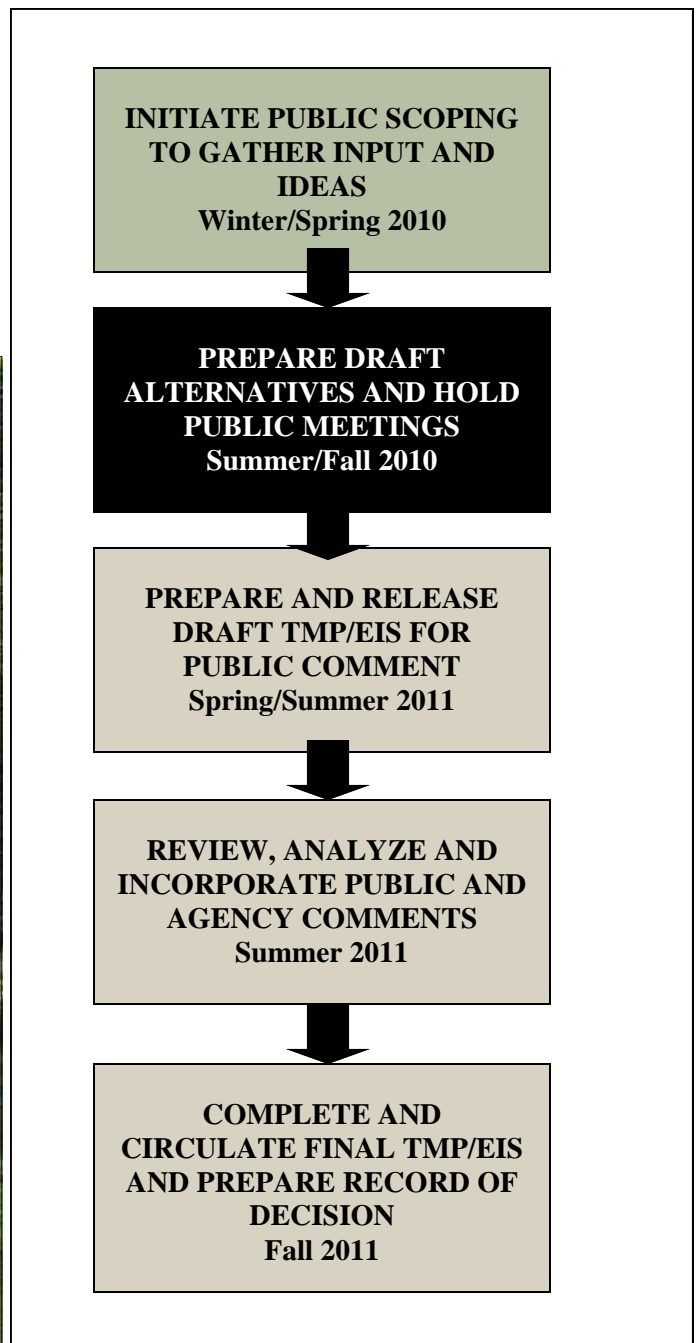 INITIATE PUBLIC SCOPING
TO GATHER INPUT AND
IDEAS
Winter/Spring 2010
PREPARE DRAFT
ALTERNATIVES AND HOLD
PUBLIC MEETINGS
Summer/Fall 2010
PREPARE AND RELEASE
DRAFT TMP/EIS FOR
PUBLIC COMMENT
Spring/Summer 2011
REVIEW, ANALYZE AND
INCORPORATE PUBLIC AND
AGENCY COMMENTS
Summer 2011
COMPLETE AND
CIRCULATE FINAL TMP/EIS
AND PREPARE RECORD OF
DECISION
Fall 2011